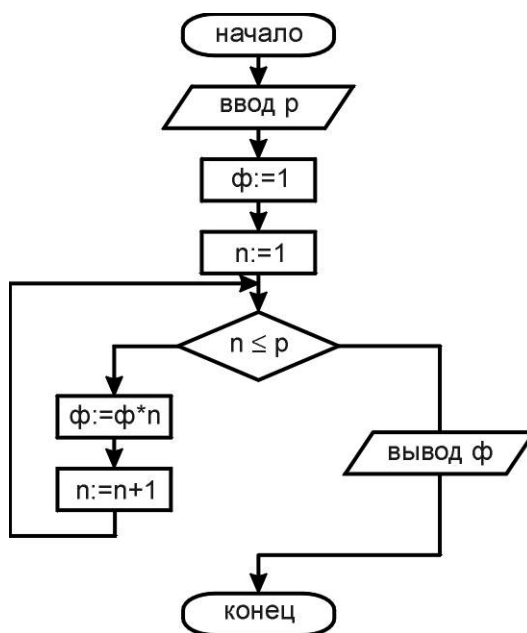 начало
ввод p
ф:=1
n:=1
n ≤ p
ф:=ф*n
n:=n+1
вывод ф
конец